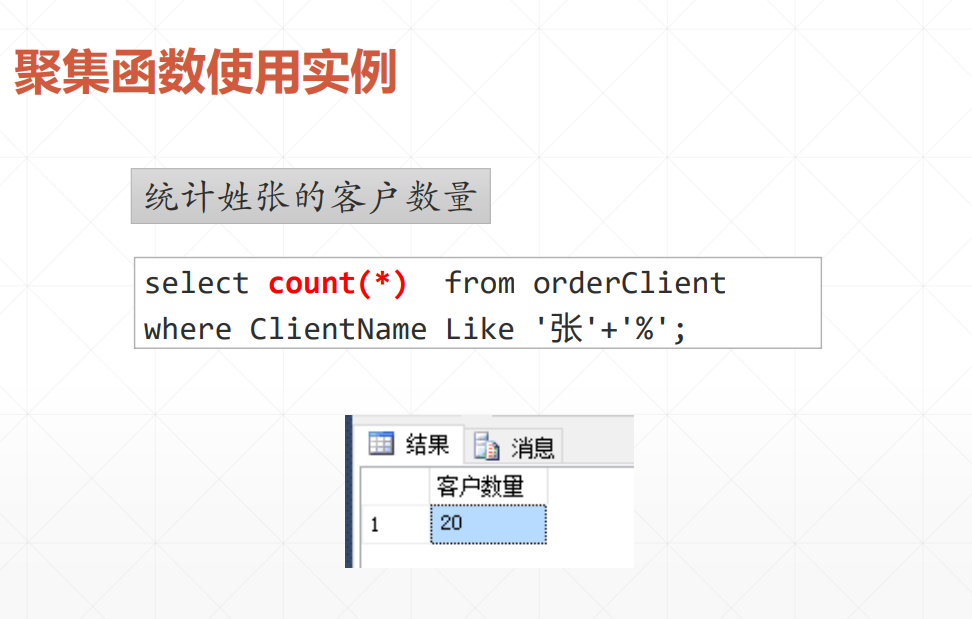 聚集函数使用实例
统计姓张的客户数量
select count(*) from orderClient
where ClientName Like '张'+'%';
结果 消息
客户数量
1 20